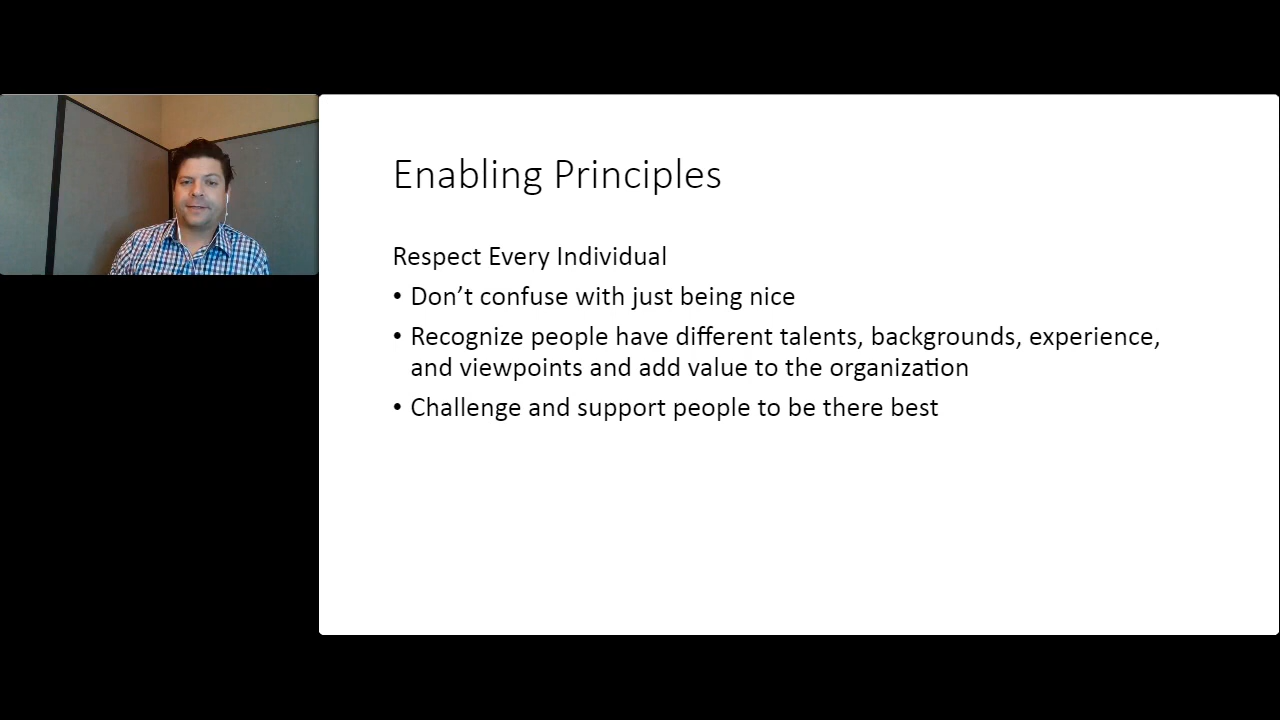 Enabling Principles
Respect Every Individual
• Don’t confuse with just being nice
• Recognize people have different talents, backgrounds, experience,
and viewpoints and add value to the organization
• Challenge and support people to be there best